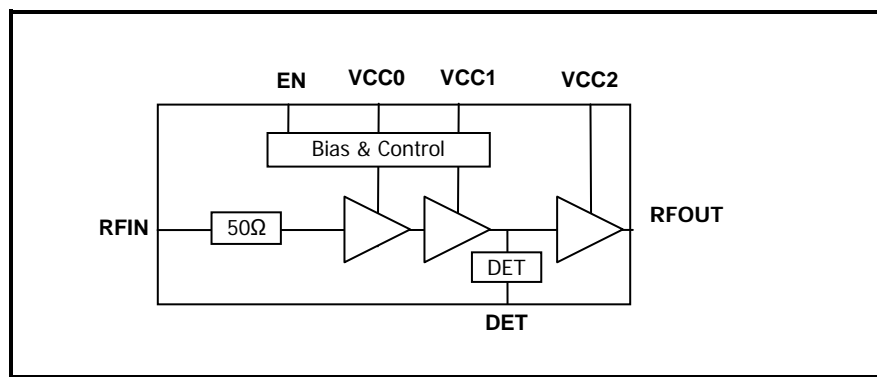 EN VCC0 VCC1 VCC2
Bias & Control
RFIN 50Ω RFOUT
DET
DET